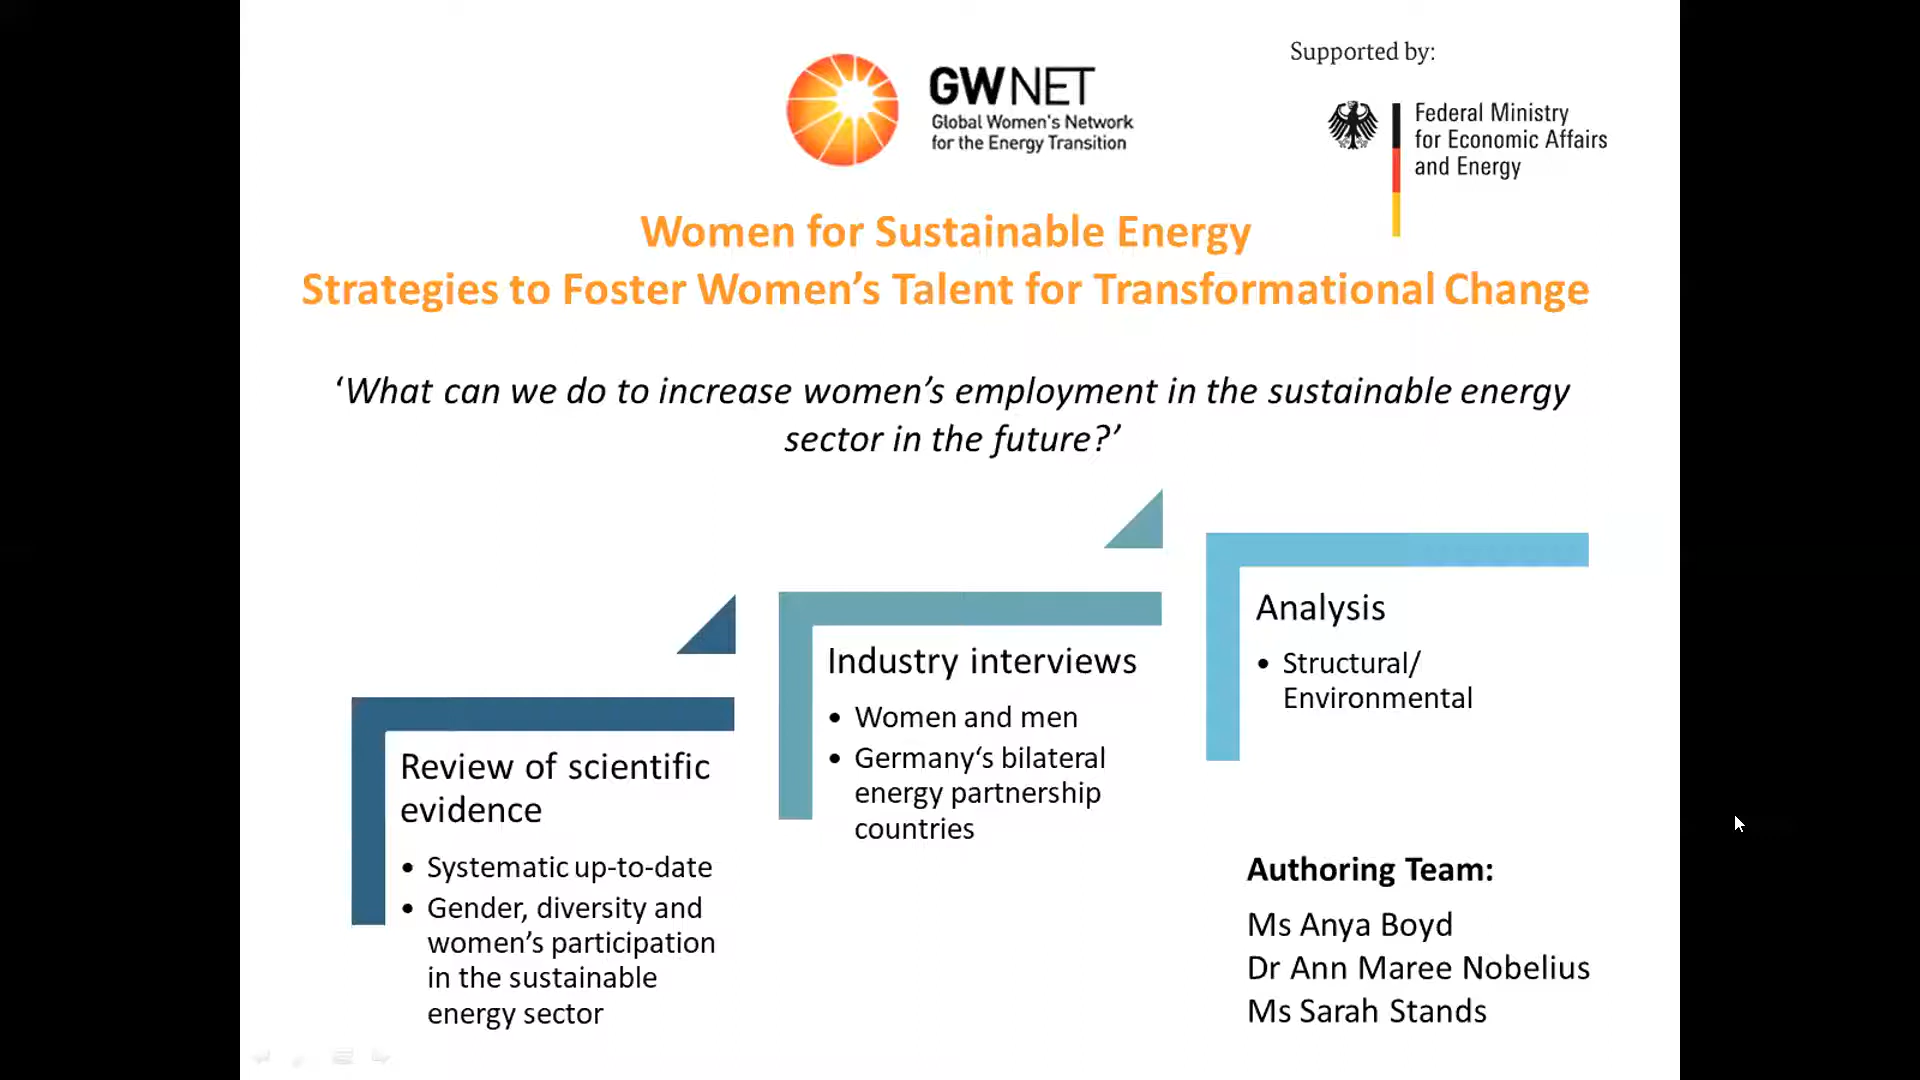 GWNET
Global Women's Network
for the Energy Transition
Supported by:
Federal Ministry
for Economic Affairs
and Energy
Women for Sustainable Energy
Strategies to Foster Women’s Talent for Transformational Change
‘What can we do to increase women’s employment in the sustainable energy
sector in the future?’
Review of scientific
evidence
• Systematic up-to-date
• Gender, diversity and
women’s participation
in the sustainable
energy sector
Industry interviews
• Women and men
• Germany‘s bilateral
energy partnership
countries
Analysis
• Structural/
Environmental
Authoring Team:
Ms Anya Boyd
Dr Ann Maree Nobelius
Ms Sarah Stands